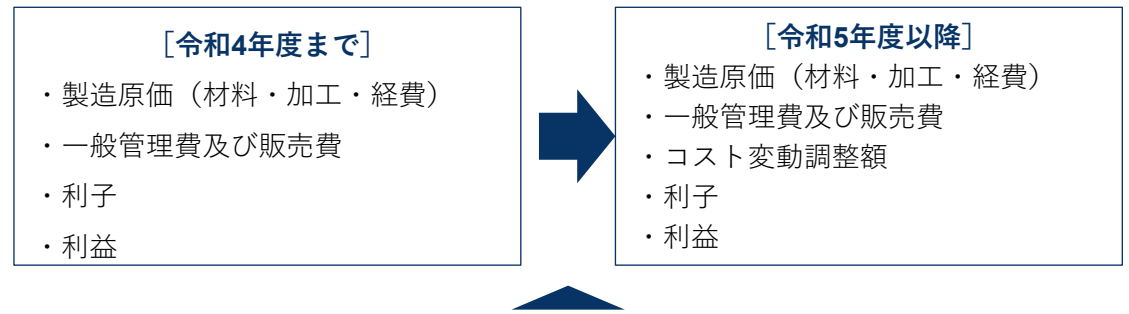 ［令和4年度まで］
・製造原価（材料・加工・経費）
・一般管理費及び販売費
・利子
・利益
［令和5年度以降］
・製造原価（材料・加工・経費）
・一般管理費及び販売費
・コスト変動調整額
・利子
・利益